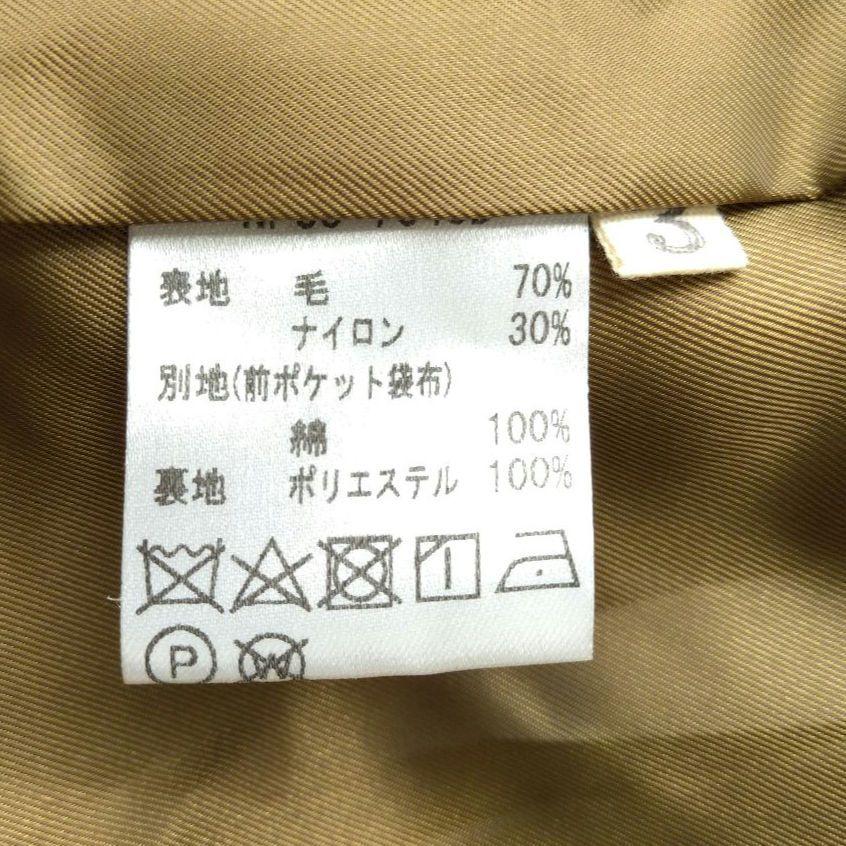 3
表地 毛 70%
ナイロン 30%
別地(前ポケット袋布)
綿 100%
裏地 ポリエステル 100%
P
W